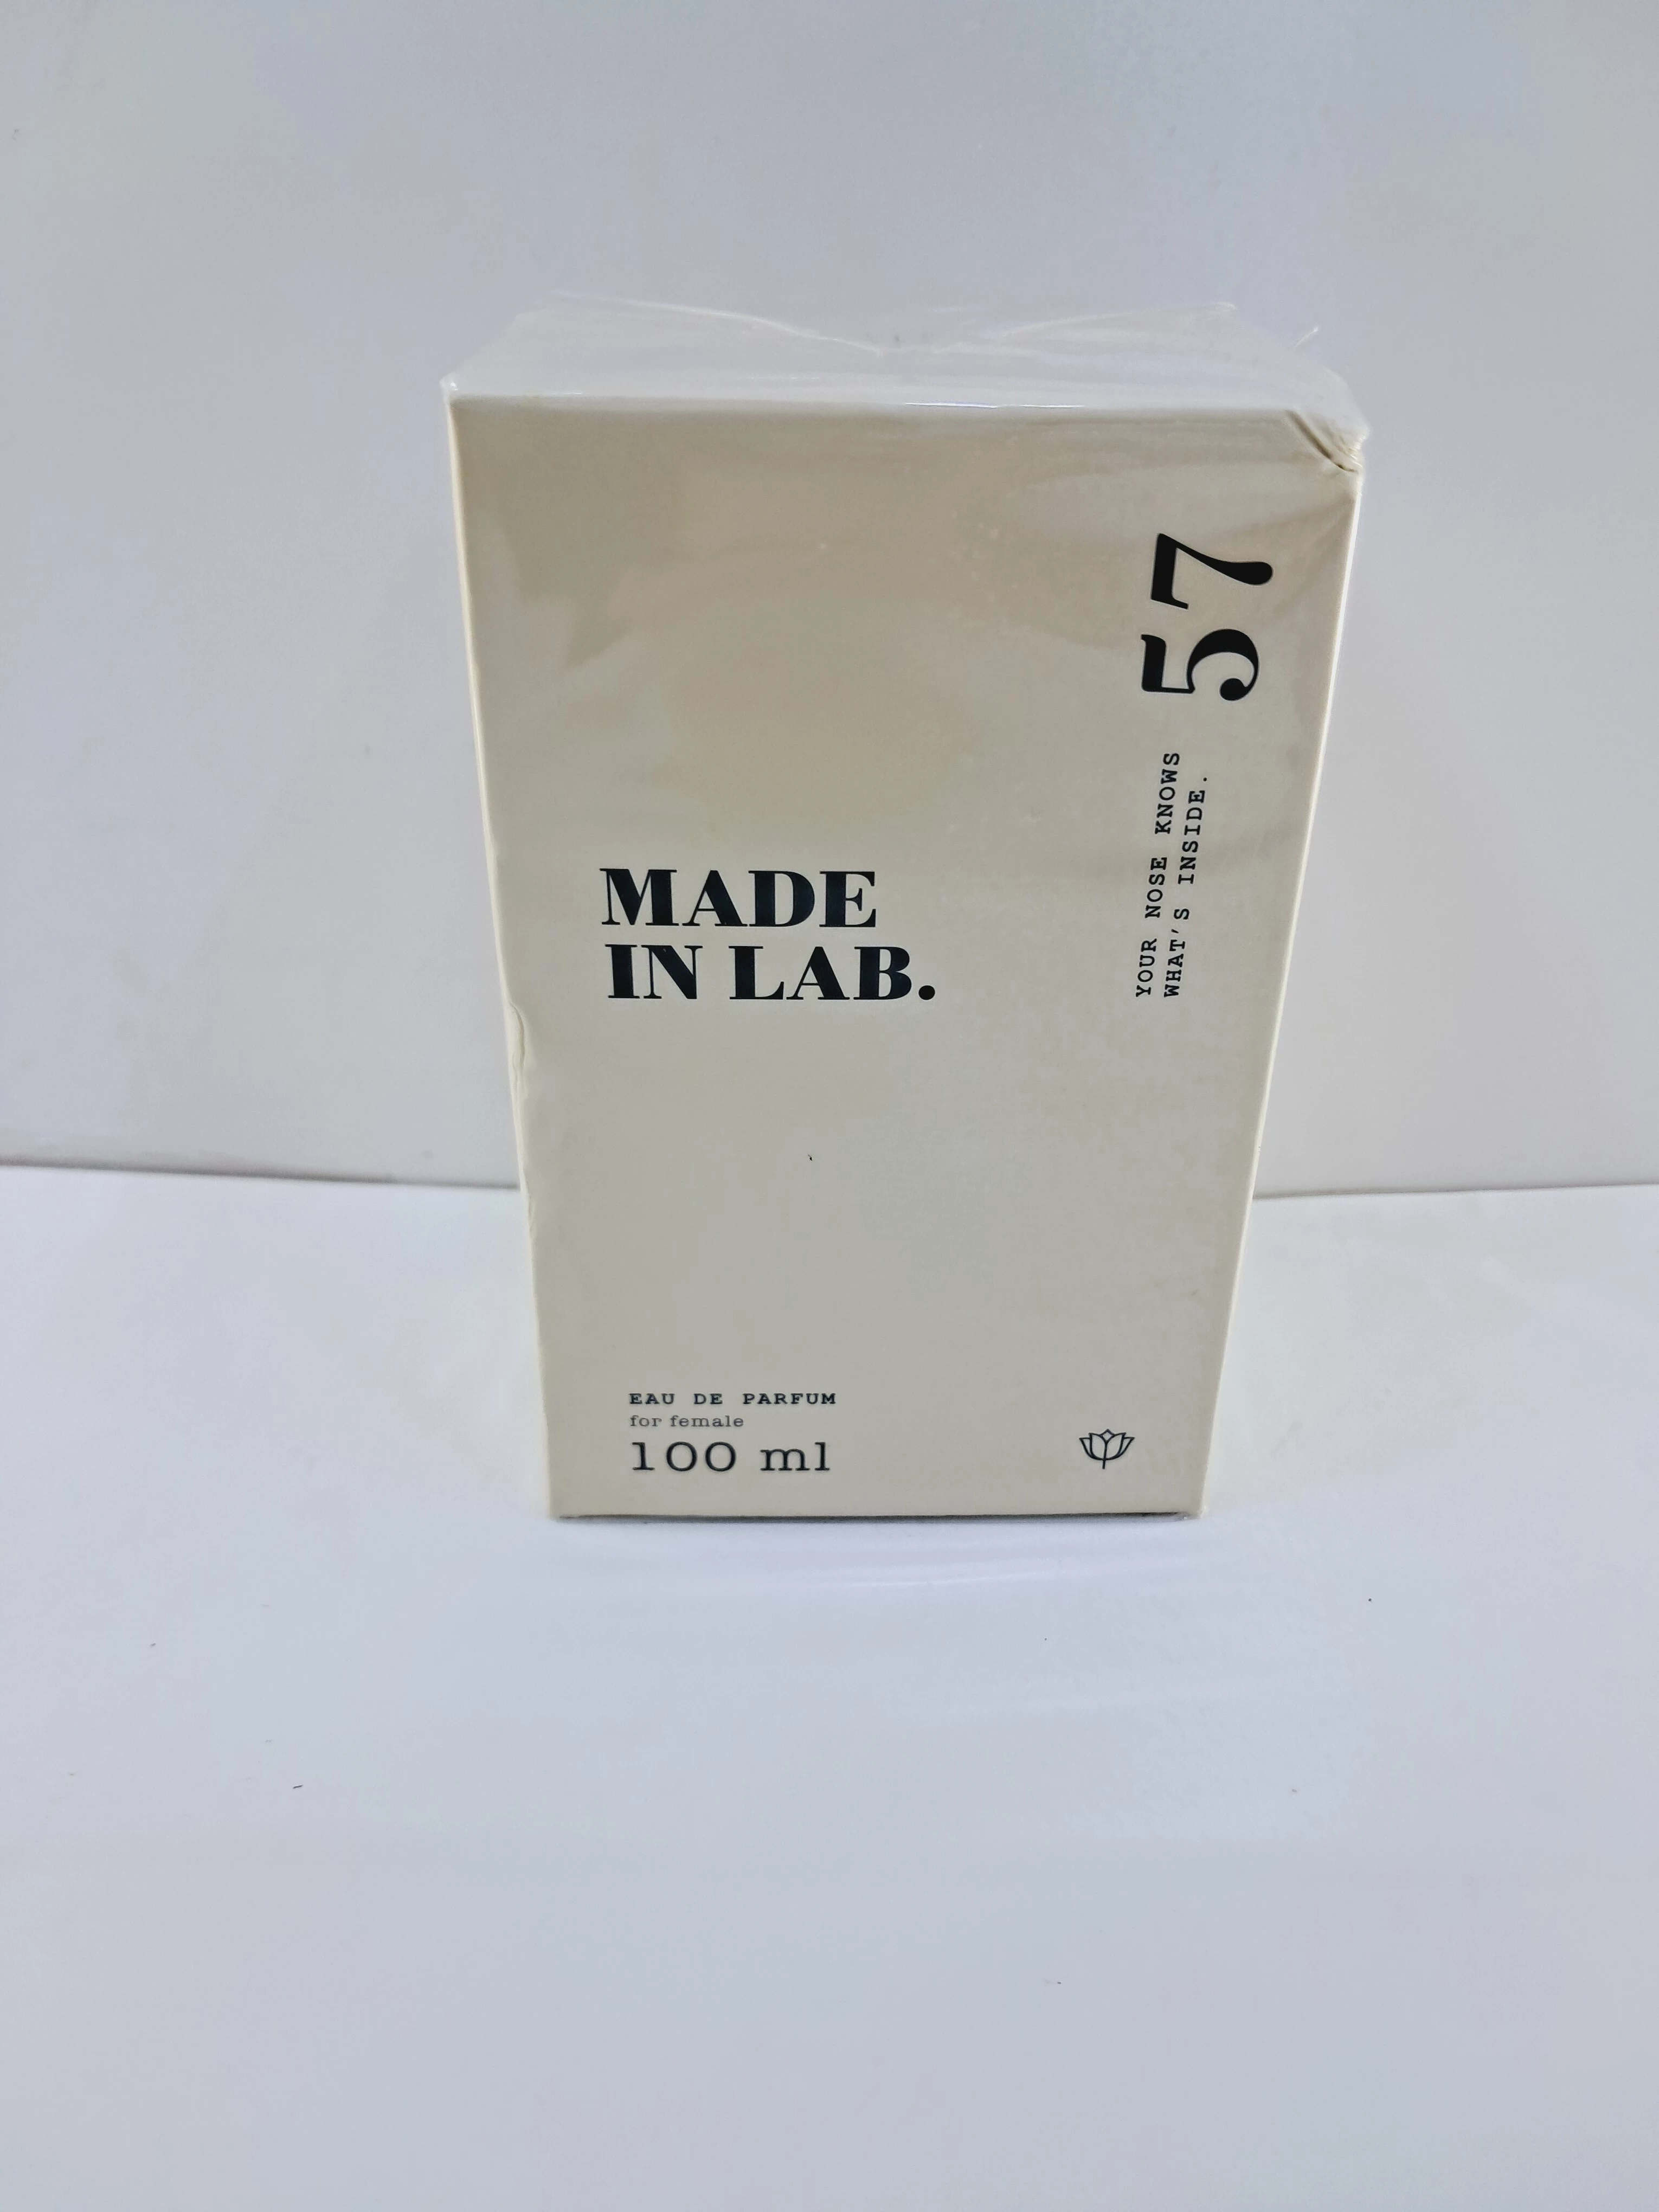 57
YOUR NOSE KNOWS
WHAT'S INSIDE.
MADE
IN LAB.
EAU DE PARFUM
for female
100 ml